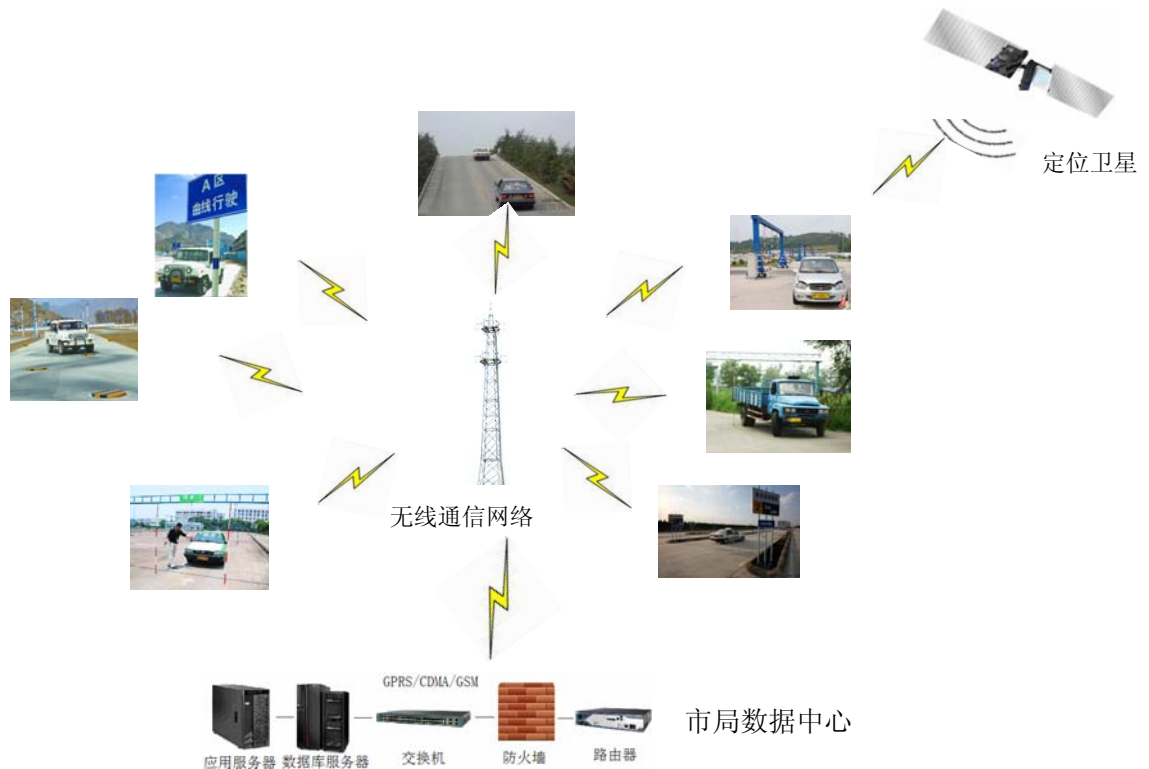 定位卫星
A区
曲线行驶
无线通信网络
GPRS/CDMA/GSM
市局数据中心
应用服务器 数据库服务器 交换机 防火墙 路由器